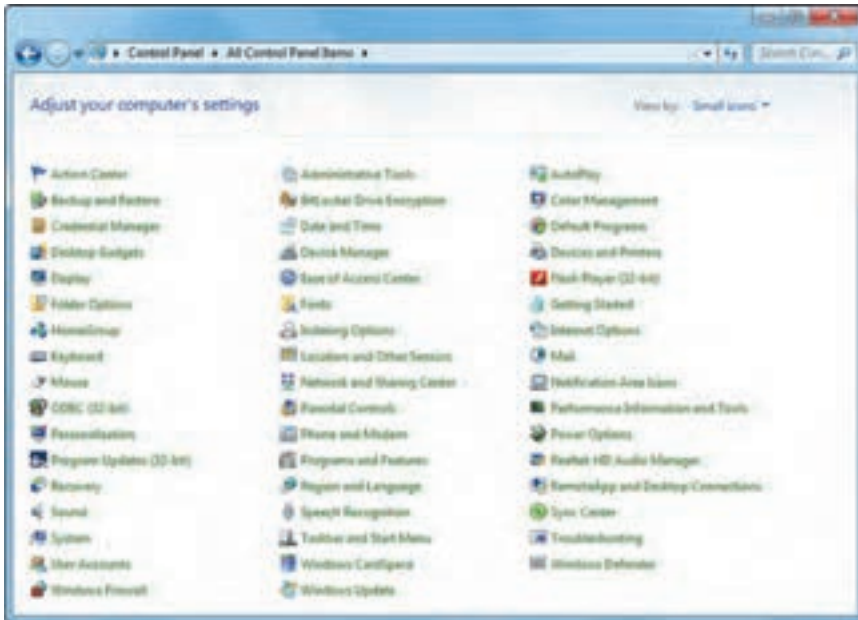 Control Panel ▸ All Control Panel Items ▸
Search Con...
Adjust your computer's settings
View by: Small icons
Action Center
Administrative Tools
AutoPlay
Backup and Restore
BitLocker Drive Encryption
Color Management
Credential Manager
Date and Time
Default Programs
Desktop Gadgets
Device Manager
Devices and Printers
Display
Ease of Access Center
Flash Player (32-bit)
Folder Options
Fonts
Getting Started
HomeGroup
Indexing Options
Internet Options
Keyboard
Location and Other Sensors
Mail
Mouse
Network and Sharing Center
Notification Area Icons
ODBC (32-bit)
Parental Controls
Performance Information and Tools
Personalization
Phone and Modem
Power Options
Program Updates (32-bit)
Programs and Features
Realtek HD Audio Manager
Recovery
Region and Language
RemoteApp and Desktop Connections
Sound
Speech Recognition
Sync Center
System
Taskbar and Start Menu
Troubleshooting
User Accounts
Windows CardSpace
Windows Defender
Windows Firewall
Windows Update